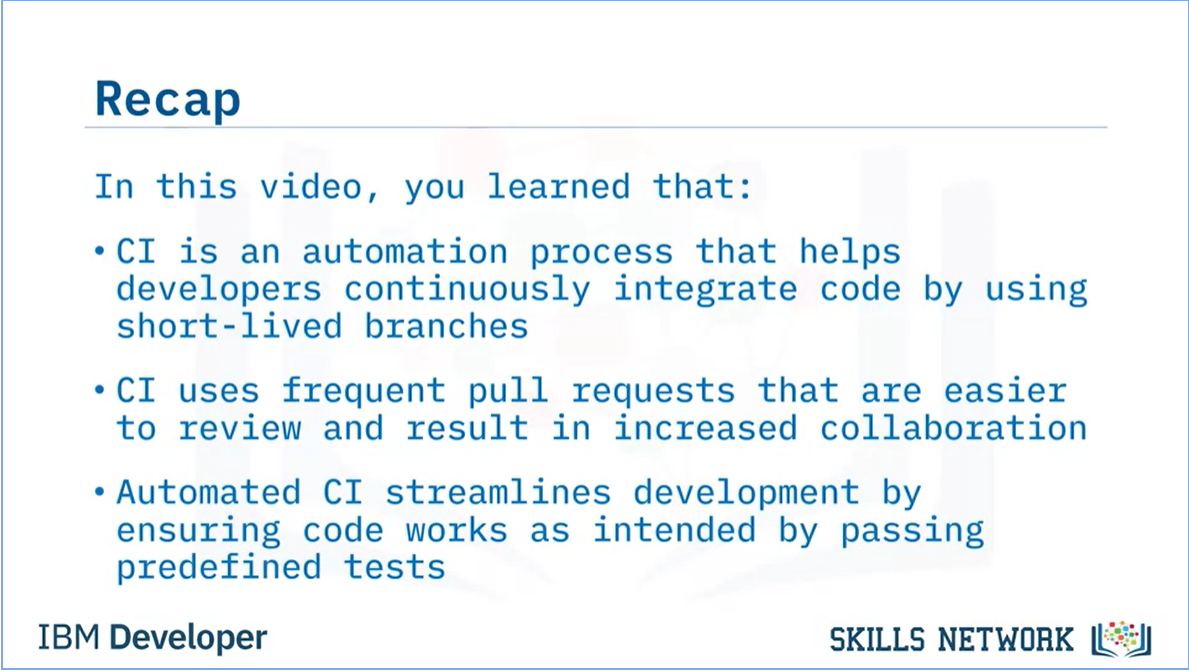 Recap
In this video, you learned that:
• CI is an automation process that helps
developers continuously integrate code by using
short-lived branches
• CI uses frequent pull requests that are easier
to review and result in increased collaboration
• Automated CI streamlines development by
ensuring code works as intended by passing
predefined tests
IBM Developer
SKILLS NETWORK